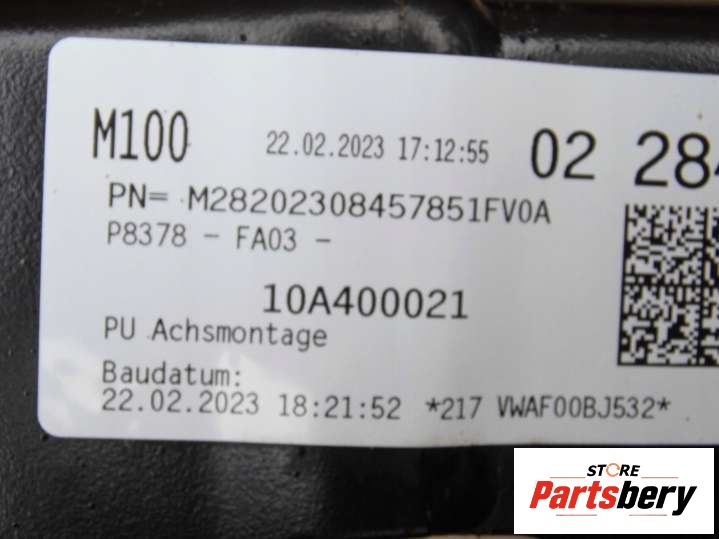 M100 22.02.2023 17:12:55 02 284
PN= M28202308457851FV0A
P8378 - FA03 -
10A400021
PU Achsmontage
Baudatum:
22.02.2023 18:21:52 *217 VWAF00BJ532*
STORE
Partsbery